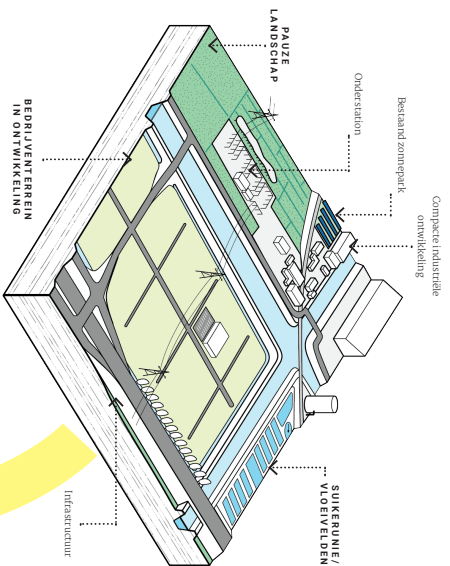 PAUZE
LANDSCHAP
Onderstation
Bestaand zonnepark
Compacte industriële
ontwikkeling
BEDRIJVENTERREIN
IN ONTWIKKELING
SUIKERUNIE/
VLOEIVELDEN
Infrastructuur